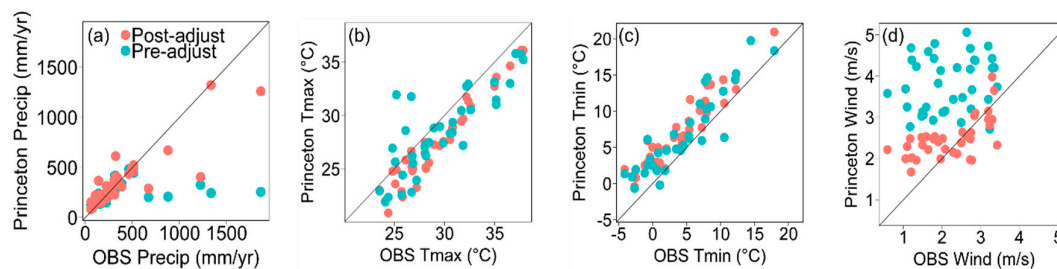 (a)
Post-adjust
Pre-adjust
Princeton Precip (mm/yr)
1500
1000
500
0
0 500 1000 1500
OBS Precip (mm/yr)
(b)
Princeton Tmax (°C)
35
30
25
25 30 35
OBS Tmax (°C)
(c)
Princeton Tmin (°C)
20
15
10
5
0
-5
-5 0 5 10 15 20
OBS Tmin (°C)
(d)
Princeton Wind (m/s)
5
4
3
2
1
1 2 3 4 5
OBS Wind (m/s)